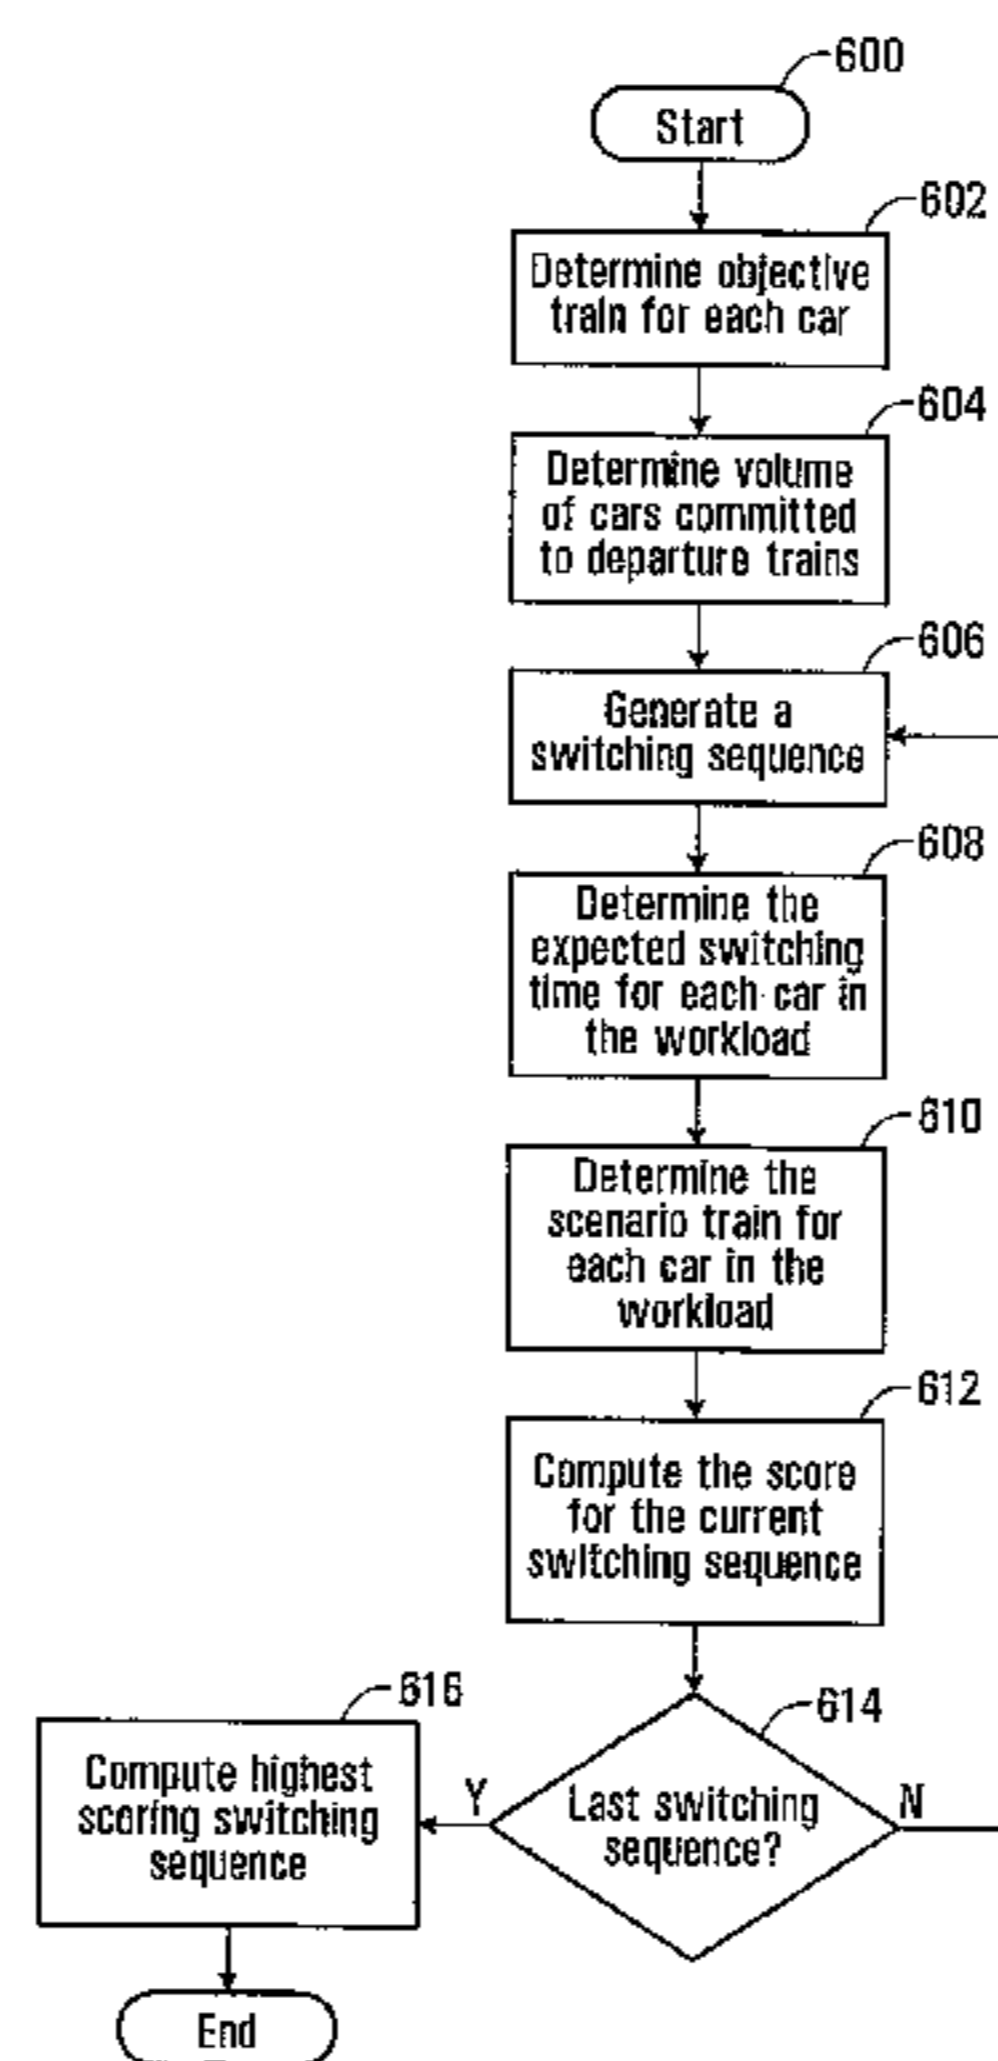 600
Start
602
Determine objective
train for each car
604
Determine volume
of cars committed
to departure trains
606
Generate a
switching sequence
608
Determine the
expected switching
time for each car in
the workload
610
Determine the
scenario train for
each car in the
workload
612
Compute the score
for the current
switching sequence
614
Last switching
sequence?
Y
N
616
Compute highest
scoring switching
sequence
End